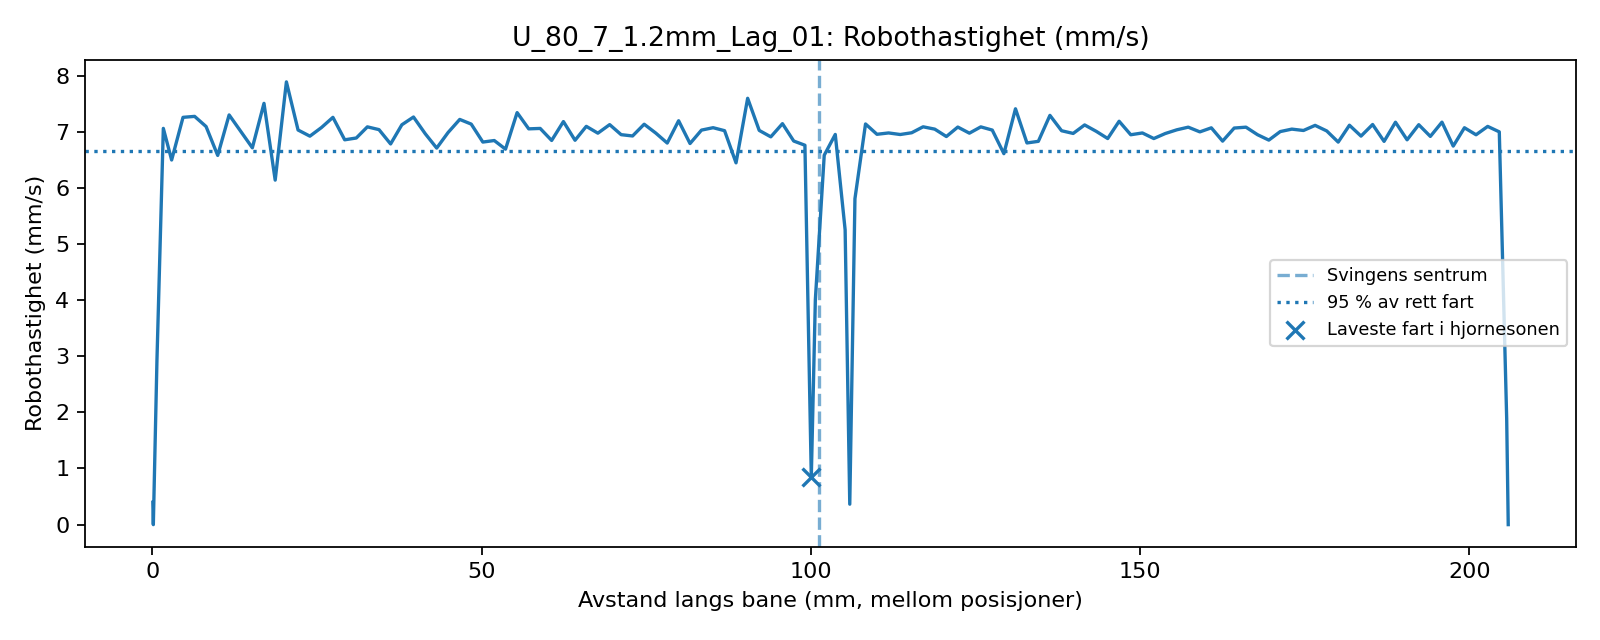 U_80_7_1.2mm_Lag_01: Robothastighet (mm/s)
Robothastighet (mm/s)
8
7
6
5
4
3
2
1
0
Svingens sentrum
95 % av rett fart
Laveste fart i hjornesonen
0
50
100
150
200
Avstand langs bane (mm, mellom posisjoner)